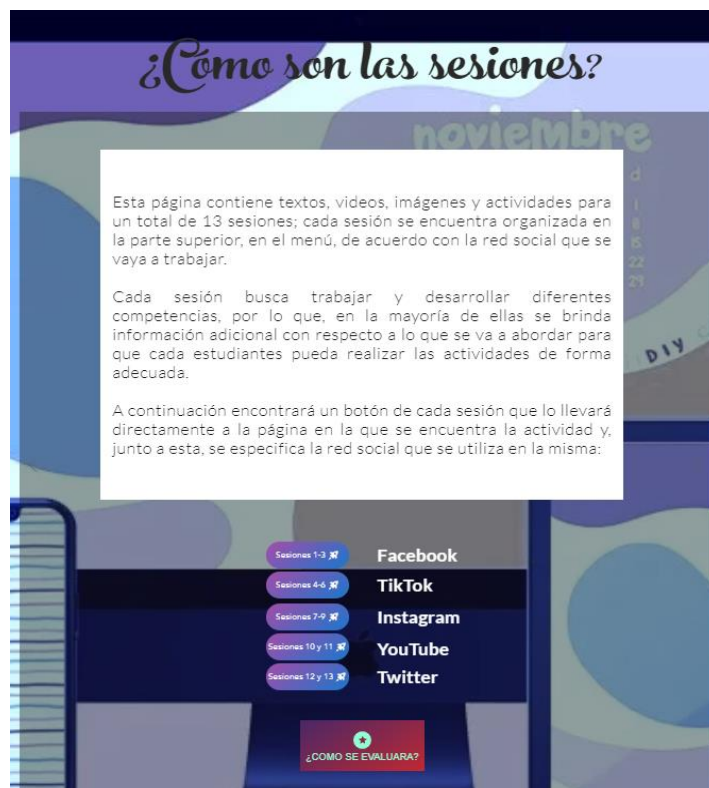 ¿Cómo son las sesiones?
noviembre
d
1
8
15
22
29
DIY
Esta página contiene textos, videos, imágenes y actividades para
un total de 13 sesiones; cada sesión se encuentra organizada en
la parte superior, en el menú, de acuerdo con la red social que se
vaya a trabajar.
Cada sesión busca trabajar y desarrollar diferentes
competencias, por lo que, en la mayoría de ellas se brinda
información adicional con respecto a lo que se va a abordar para
que cada estudiantes pueda realizar las actividades de forma
adecuada.
A continuación encontrará un botón de cada sesión que lo llevará
directamente a la página en la que se encuentra la actividad y,
junto a esta, se especifica la red social que se utiliza en la misma:
Sesiones 1-3 Facebook
Sesiones 4-6 TikTok
Sesiones 7-9 Instagram
Sesiones 10 y 11 YouTube
Sesiones 12 y 13 Twitter
¿COMO SE EVALUARA?